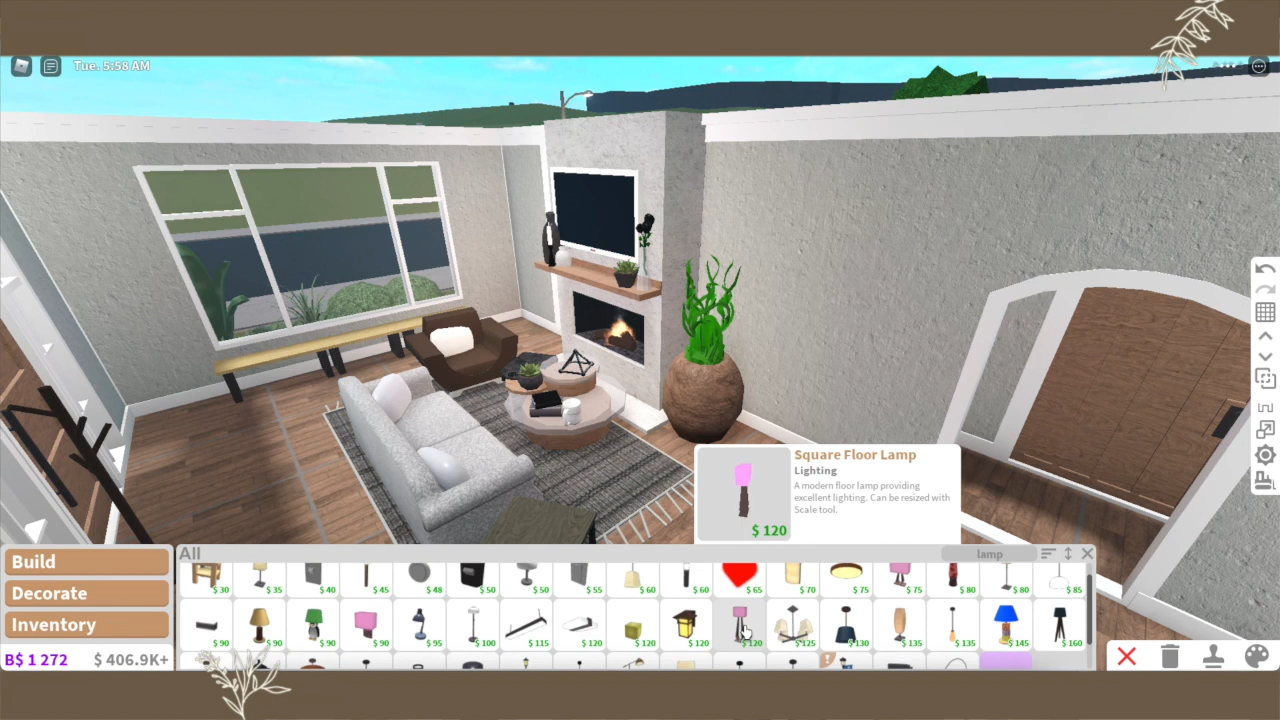 Tue. 5:58 AM
Square Floor Lamp
Lighting
A modern floor lamp providing
excellent lighting. Can be resized with
Scale tool.
$ 120
Build
Decorate
Inventory
B$ 1 272 $ 406.9K+
All
lamp
$ 30 $ 35 $ 40 $ 45 $ 48 $ 50 $ 50 $ 55 $ 60 $ 60 $ 65 $ 70 $ 75 $ 75 $ 80 $ 80 $ 85
$ 90 $ 90 $ 90 $ 90 $ 95 $ 100 $ 115 $ 120 $ 120 $ 120 $ 120 $ 125 $ 130 $ 135 $ 135 $ 145 $ 160